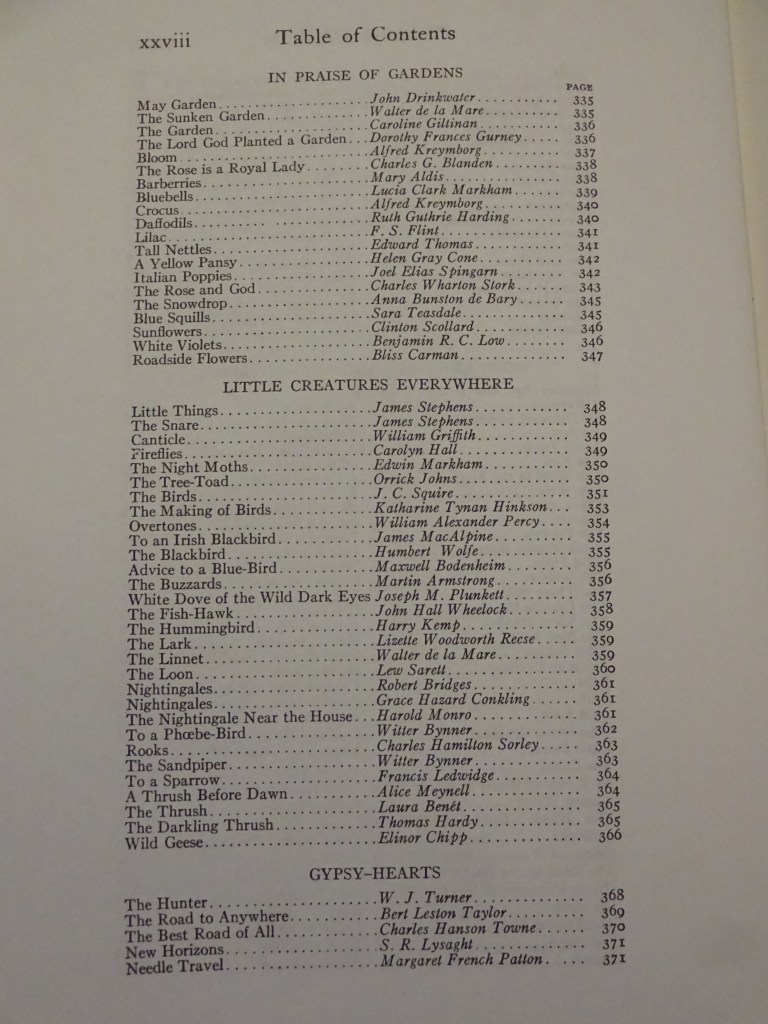 xxviii Table of Contents
IN PRAISE OF GARDENS
PAGE
May Garden....................John Drinkwater........... 335
The Sunken Garden..............Walter de la Mare.......... 335
The Garden....................Caroline Giltinan........... 336
The Lord God Planted a Garden...Dorothy Frances Gurney..... 336
Bloom.........................Alfred Kreymborg........... 337
The Rose is a Royal Lady........Charles G. Blanden......... 338
Barberries.....................Mary Aldis................ 338
Bluebells......................Lucia Clark Markham...... 339
Crocus........................Alfred Kreymborg........... 340
Daffodils......................Ruth Guthrie Harding....... 340
Lilac..........................F. S. Flint................ 341
Tall Nettles....................Edward Thomas............ 341
A Yellow Pansy.................Helen Gray Cone........... 342
Italian Poppies.................Joel Elias Spingarn........ 342
The Rose and God..............Charles Wharton Stork..... 343
The Snowdrop..................Anna Bunston de Bary...... 345
Blue Squills....................Sara Teasdale............. 345
Sunflowers.....................Clinton Scollard............ 346
White Violets...................Benjamin R. C. Low....... 346
Roadside Flowers...............Bliss Carman.............. 347
LITTLE CREATURES EVERYWHERE
Little Things....................James Stephens............ 348
The Snare......................James Stephens............ 348
Canticle........................William Griffith............ 349
Fireflies........................Carolyn Hall.............. 349
The Night Moths................Edwin Markham........... 350
The Tree-Toad..................Orrick Johns.............. 350
The Birds.......................J. C. Squire............... 351
The Making of Birds.............Katharine Tynan Hinkson... 353
Overtones.......................William Alexander Percy.... 354
To an Irish Blackbird.............James MacAlpine.......... 355
The Blackbird...................Humbert Wolfe............ 355
Advice to a Blue-Bird.............Maxwell Bodenheim........ 356
The Buzzards...................Martin Armstrong.......... 356
White Dove of the Wild Dark Eyes Joseph M. Plunkett........ 357
The Fish-Hawk..................John Hall Wheelock........ 358
The Hummingbird...............Harry Kemp.............. 359
The Lark.......................Lizette Woodworth Reese..... 359
The Linnet......................Walter de la Mare.......... 359
The Loon.......................Lew Sarett................ 360
Nightingales.....................Robert Bridges............. 361
Nightingales.....................Grace Hazard Conkling...... 361
The Nightingale Near the House...Harold Monro............. 361
To a Phœbe-Bird.................Witter Bynner............. 362
Rooks..........................Charles Hamilton Sorley..... 363
The Sandpiper...................Witter Bynner............. 363
To a Sparrow....................Francis Ledwidge........... 364
A Thrush Before Dawn............Alice Meynell.............. 364
The Thrush......................Laura Benét............... 365
The Darkling Thrush..............Thomas Hardy............. 365
Wild Geese......................Elinor Chipp............... 366
GYPSY-HEARTS
The Hunter......................W. J. Turner.............. 368
The Road to Anywhere............Bert Leston Taylor.......... 369
The Best Road of All..............Charles Hanson Towne...... 370
New Horizons....................S. R. Lysaght.............. 371
Needle Travel....................Margaret French Patton. ... 371